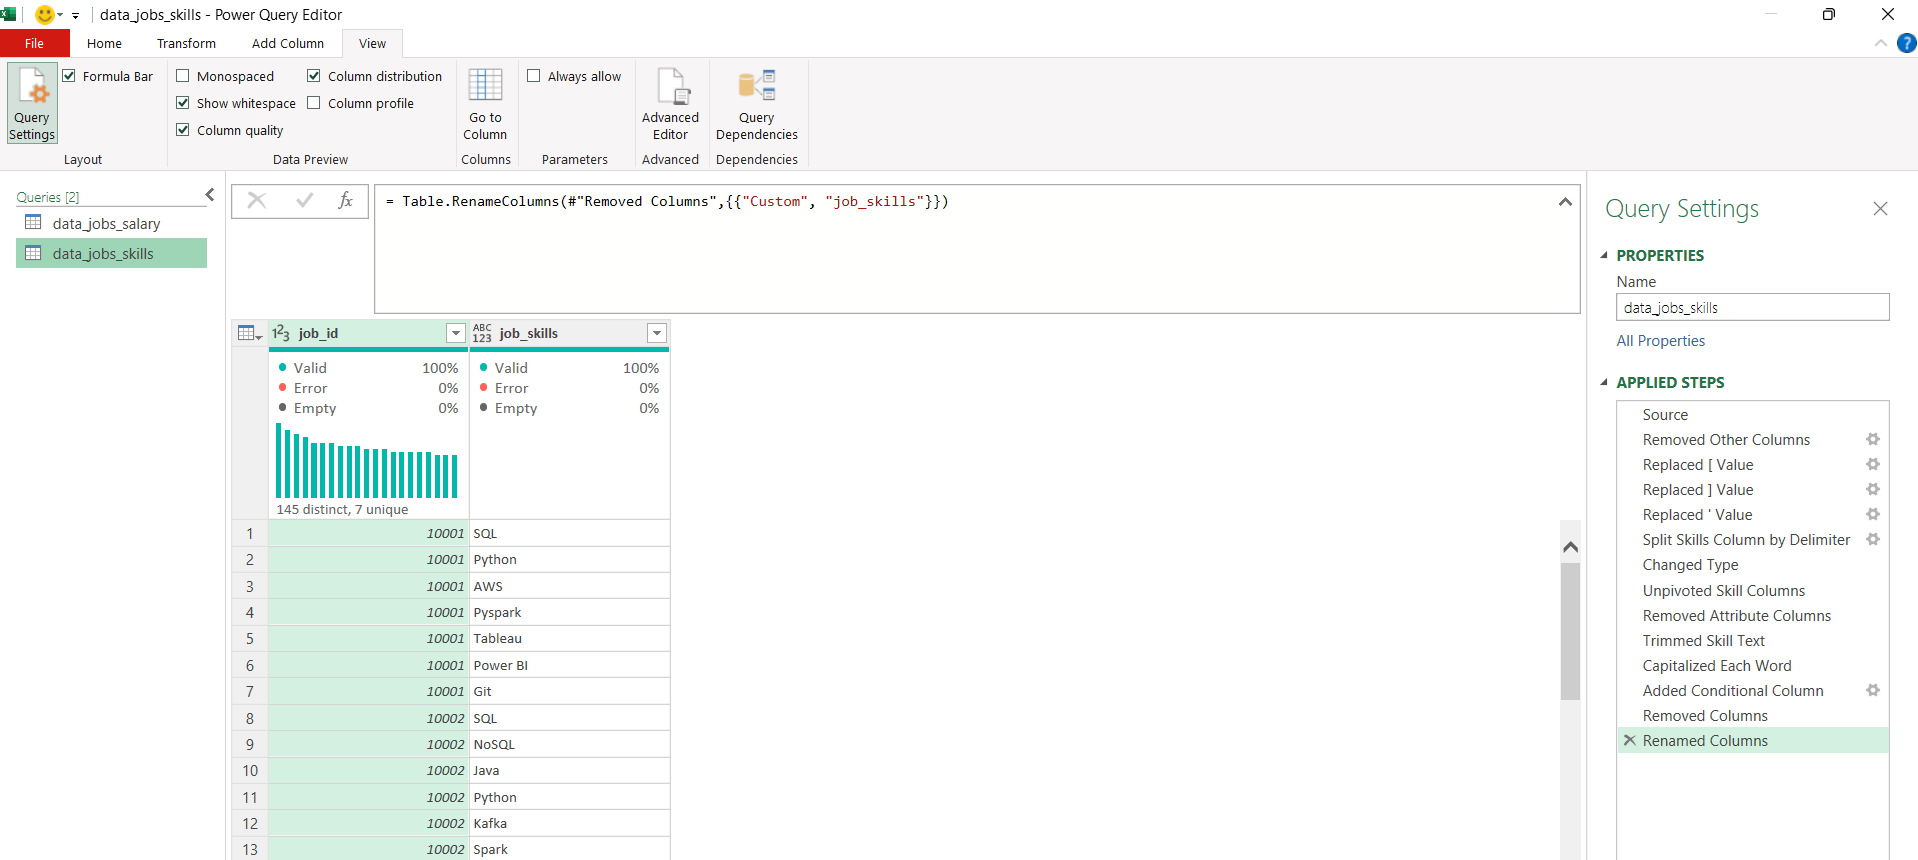 data_jobs_skills - Power Query Editor
File Home Transform Add Column View
Query Settings
Formula Bar
Layout
Monospaced
Show whitespace
Column quality
Column distribution
Column profile
Data Preview
Go to Column
Columns
Always allow
Parameters
Advanced Editor
Advanced
Query Dependencies
Dependencies
Queries [2]
data_jobs_salary
data_jobs_skills
fx
= Table.RenameColumns(#"Removed Columns",{{"Custom", "job_skills"}})
123 job_id ABC 123 job_skills
Valid 100% Valid 100%
Error 0% Error 0%
Empty 0% Empty 0%
145 distinct, 7 unique
1 10001 SQL
2 10001 Python
3 10001 AWS
4 10001 Pyspark
5 10001 Tableau
6 10001 Power BI
7 10001 Git
8 10002 SQL
9 10002 NoSQL
10 10002 Java
11 10002 Python
12 10002 Kafka
13 10002 Spark
Query Settings
PROPERTIES
Name
data_jobs_skills
All Properties
APPLIED STEPS
Source
Removed Other Columns
Replaced [ Value
Replaced ] Value
Replaced ' Value
Split Skills Column by Delimiter
Changed Type
Unpivoted Skill Columns
Removed Attribute Columns
Trimmed Skill Text
Capitalized Each Word
Added Conditional Column
Removed Columns
Renamed Columns